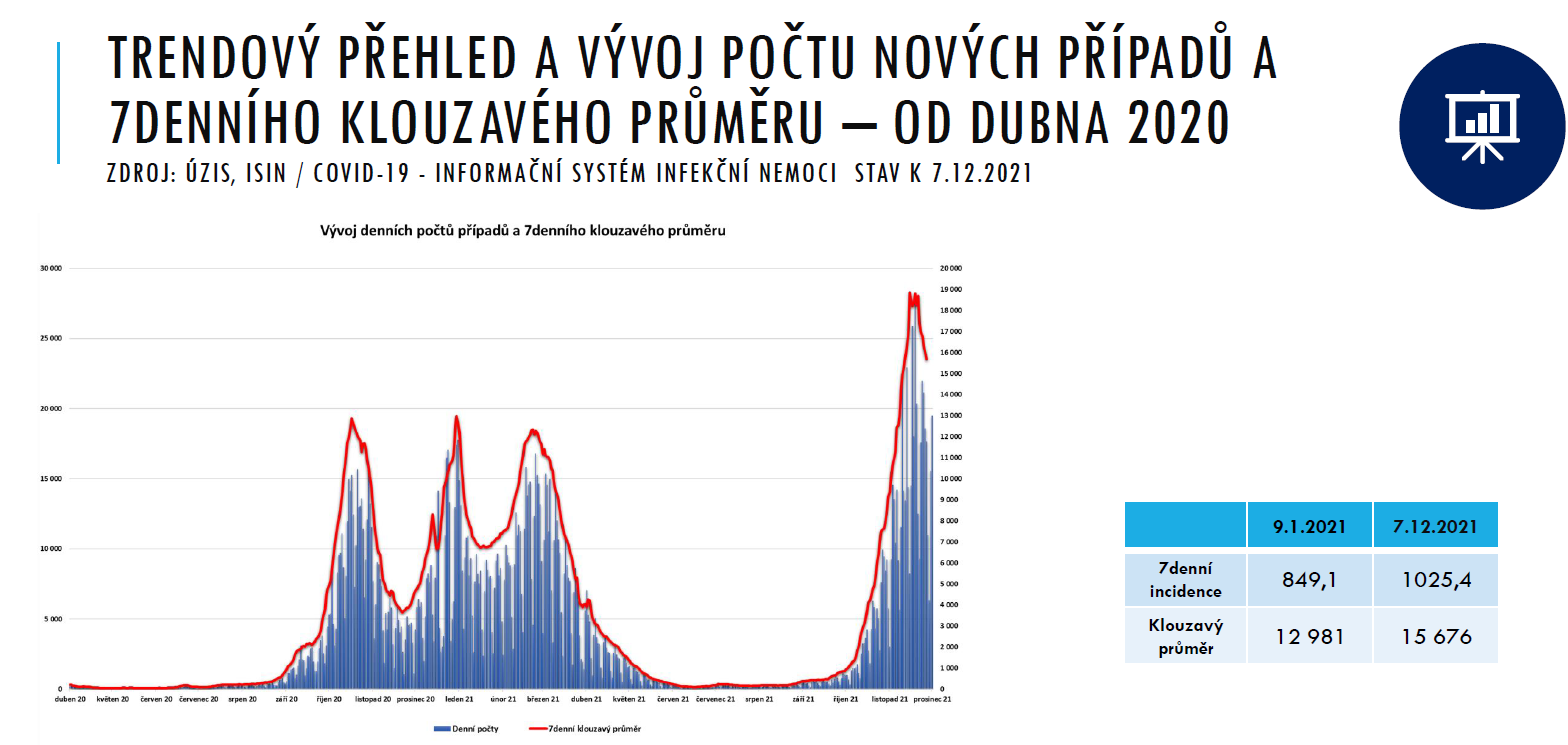 TRENDOVÝ PŘEHLED A VÝVOJ POČTU NOVÝCH PŘÍPADŮ A
7DENNÍHO KLOUZAVÉHO PRŮMĚRU – OD DUBNA 2020
ZDROJ: ÚZIS, ISIN / COVID-19 - INFORMAČNÍ SYSTÉM INFEKČNÍ NEMOCI STAV K 7.12.2021
Vývoj denních počtů případů a 7denního klouzavého průměru
30 000
25 000
20 000
15 000
10 000
5 000
0
20 000
19 000
18 000
17 000
16 000
15 000
14 000
13 000
12 000
11 000
10 000
9 000
8 000
7 000
6 000
5 000
4 000
3 000
2 000
1 000
0
duben 20 květen 20 červen 20 červenec 20 srpen 20 září 20 říjen 20 listopad 20 prosinec 20 leden 21 únor 21 březen 21 duben 21 květen 21 červen 21 červenec 21 srpen 21 září 21 říjen 21 listopad 21 prosinec 21
Denní počty 7denní klouzavý průměr
9.1.2021 7.12.2021
7denní
incidence 849,1 1025,4
Klouzavý
průměr 12 981 15 676